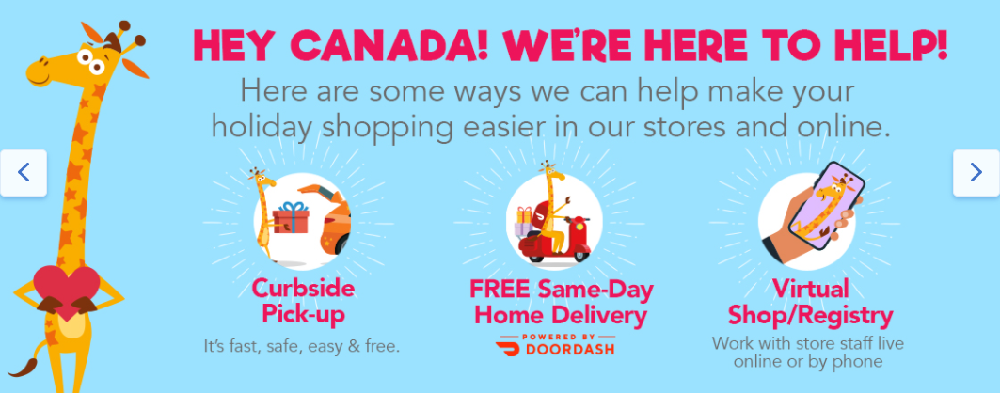 HEY CANADA! WE'RE HERE TO HELP!
Here are some ways we can help make your
holiday shopping easier in our stores and online.
Curbside
Pick-up
It's fast, safe, easy & free.
FREE Same-Day
Home Delivery
POWERED BY
DOORDASH
Virtual
Shop/Registry
Work with store staff live
online or by phone